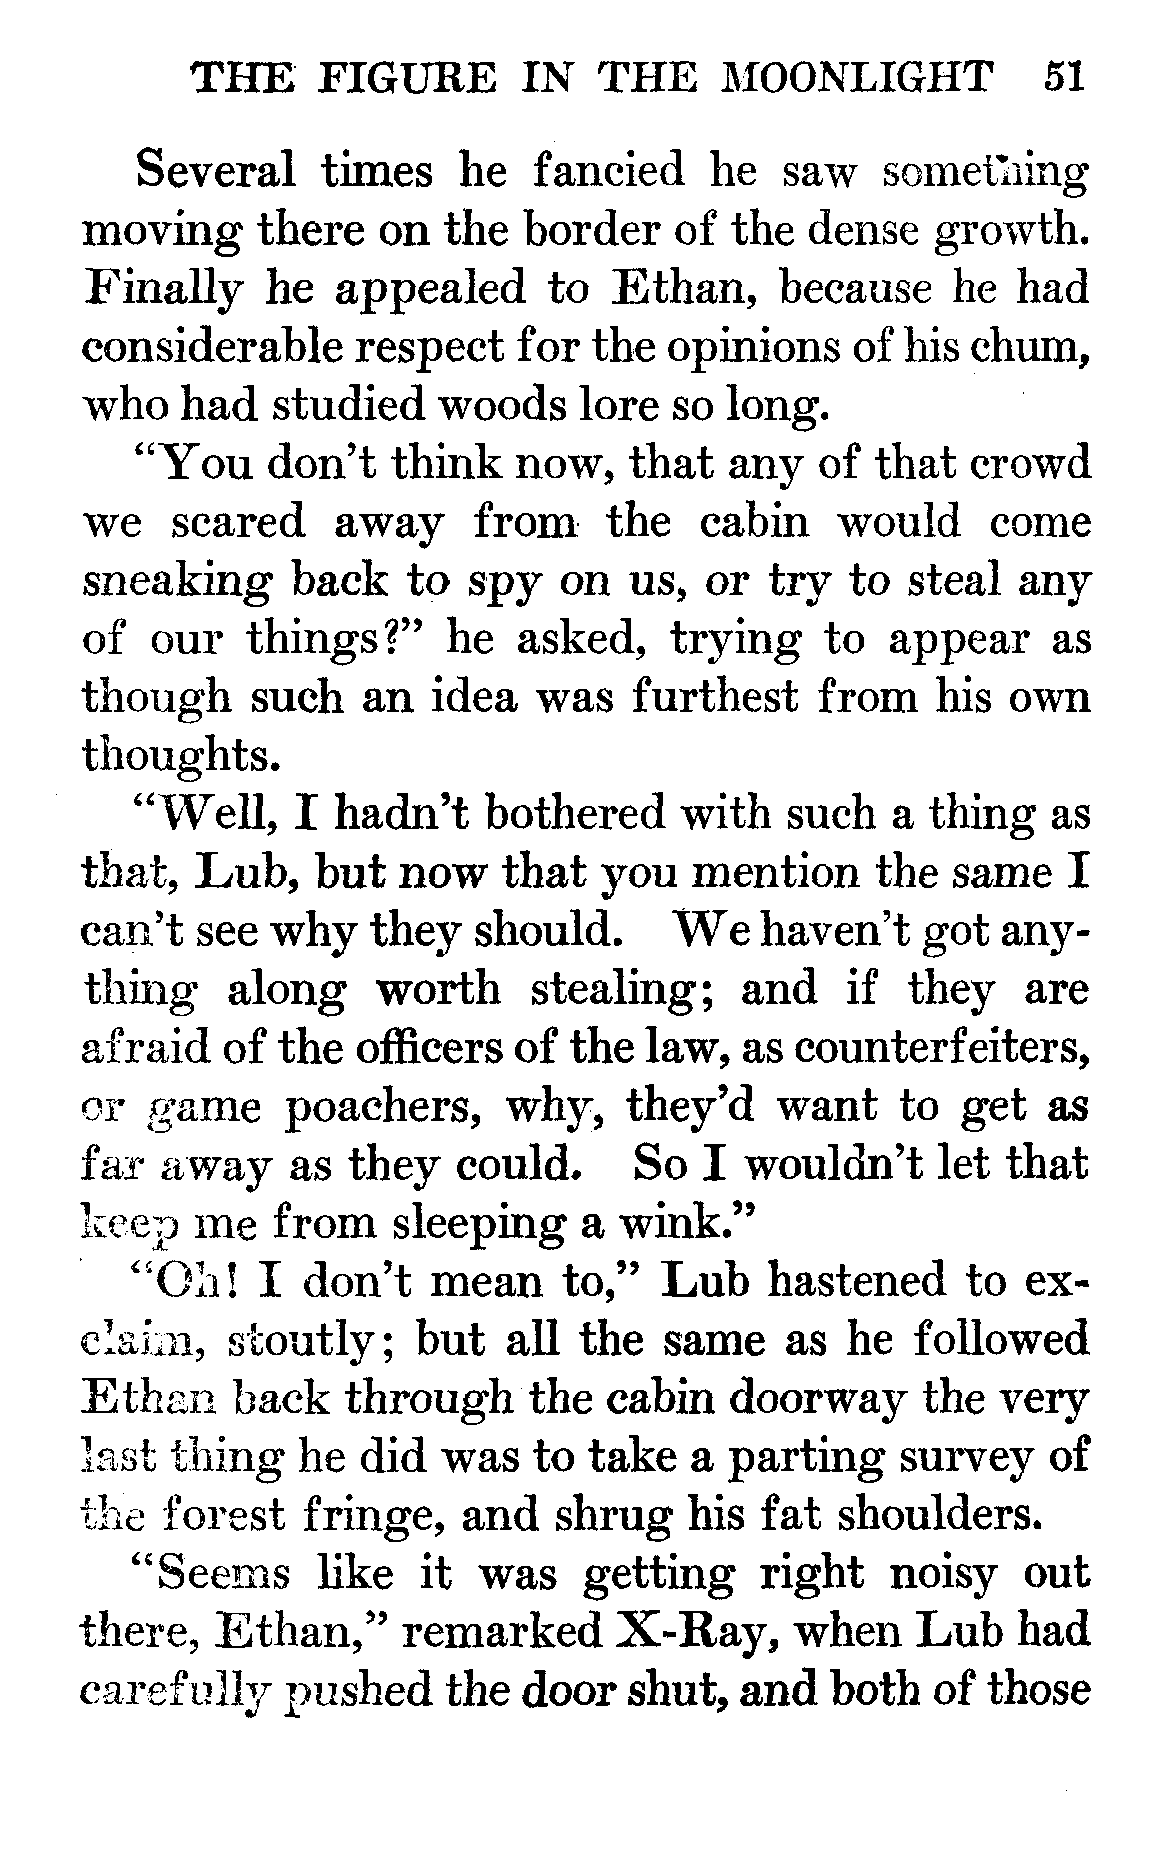 THE FIGURE IN THE MOONLIGHT 51
Several times he fancied he saw something
moving there on the border of the dense growth.
Finally he appealed to Ethan, because he had
considerable respect for the opinions of his chum,
who had studied woods lore so long.
“You don’t think now, that any of that crowd
we scared away from the cabin would come
sneaking back to spy on us, or try to steal any
of our things?” he asked, trying to appear as
though such an idea was furthest from his own
thoughts.
“Well, I hadn’t bothered with such a thing as
that, Lub, but now that you mention the same I
can’t see why they should. We haven’t got any-
thing along worth stealing; and if they are
afraid of the officers of the law, as counterfeiters,
or game poachers, why, they’d want to get as
far away as they could. So I wouldn’t let that
keep me from sleeping a wink.”
“Oh! I don’t mean to,” Lub hastened to ex-
claim, stoutly; but all the same as he followed
Ethan back through the cabin doorway the very
last thing he did was to take a parting survey of
the forest fringe, and shrug his fat shoulders.
“Seems like it was getting right noisy out
there, Ethan,” remarked X-Ray, when Lub had
carefully pushed the door shut, and both of those